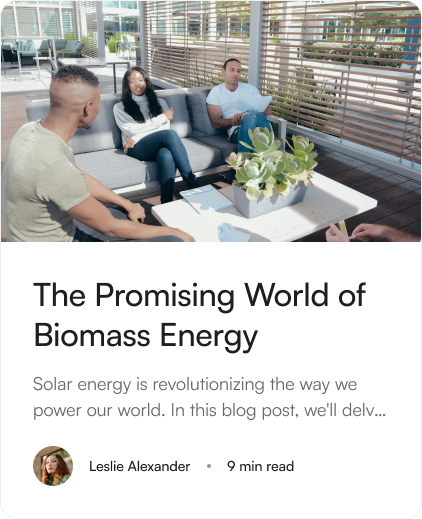 The Promising World of
Biomass Energy
Solar energy is revolutionizing the way we
power our world. In this blog post, we'll delv...
Leslie Alexander • 9 min read